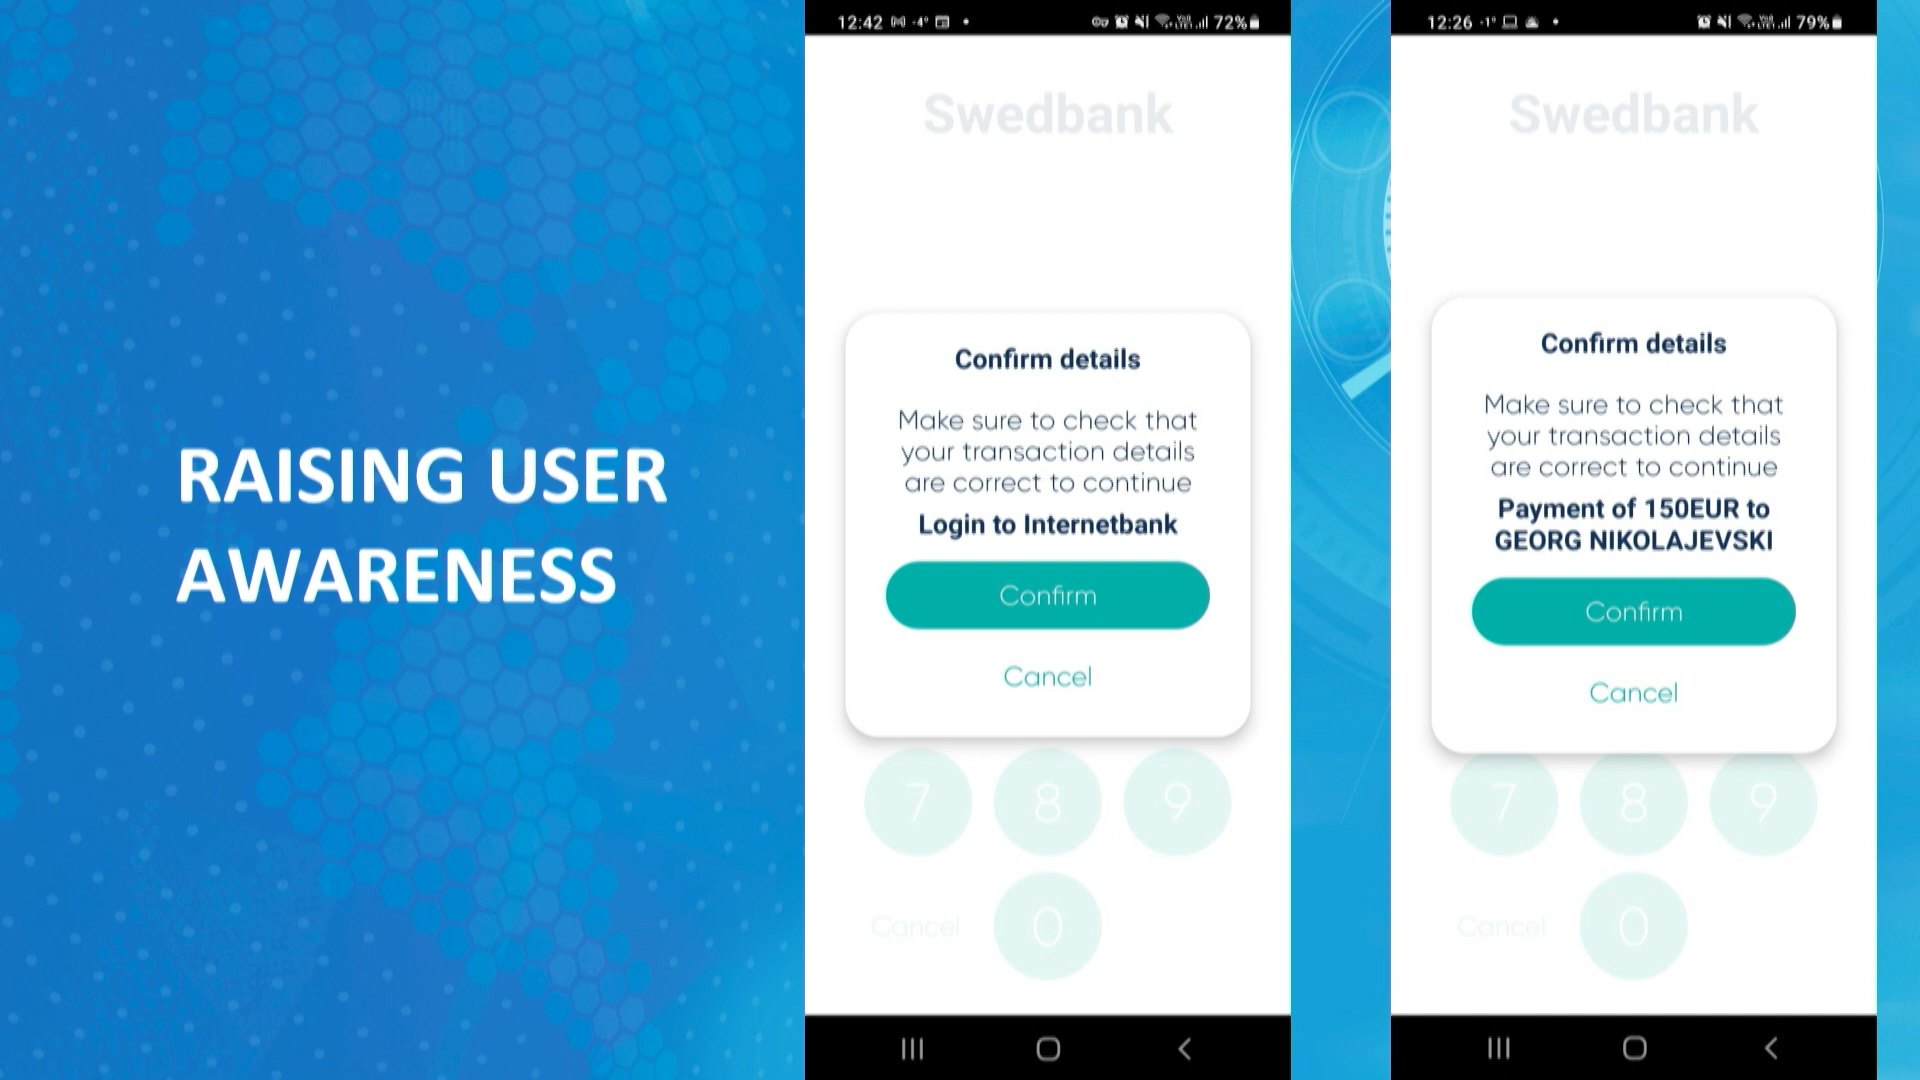 RAISING USER
AWARENESS
12:42 -4° 72%
Swedbank
Confirm details
Make sure to check that
your transaction details
are correct to continue
Login to Internetbank
Confirm
Cancel
7 8 9
Cancel 0
12:26 -1° 79%
Swedbank
Confirm details
Make sure to check that
your transaction details
are correct to continue
Payment of 150EUR to
GEORG NIKOLAJEVSKI
Confirm
Cancel
7 8 9
Cancel 0